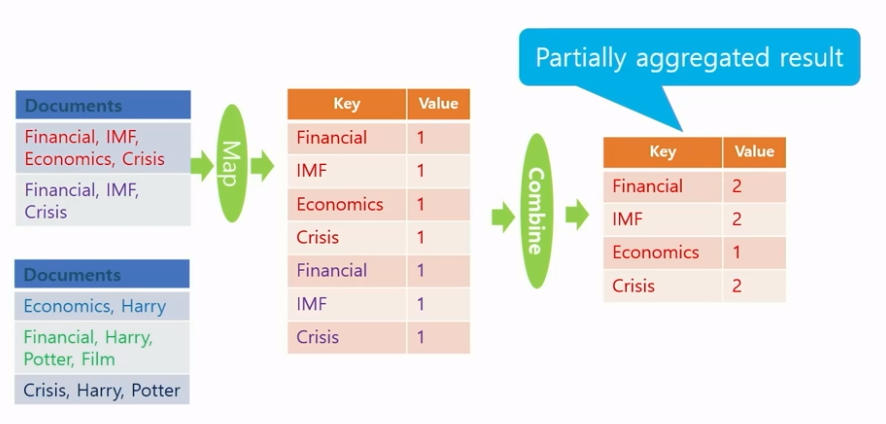 Partially aggregated result
Documents
Financial, IMF,
Economics, Crisis
Financial, IMF,
Crisis
Documents
Economics, Harry
Financial, Harry,
Potter, Film
Crisis, Harry, Potter
Map
Key Value
Financial 1
IMF 1
Economics 1
Crisis 1
Financial 1
IMF 1
Crisis 1
Combine
Key Value
Financial 2
IMF 2
Economics 1
Crisis 2